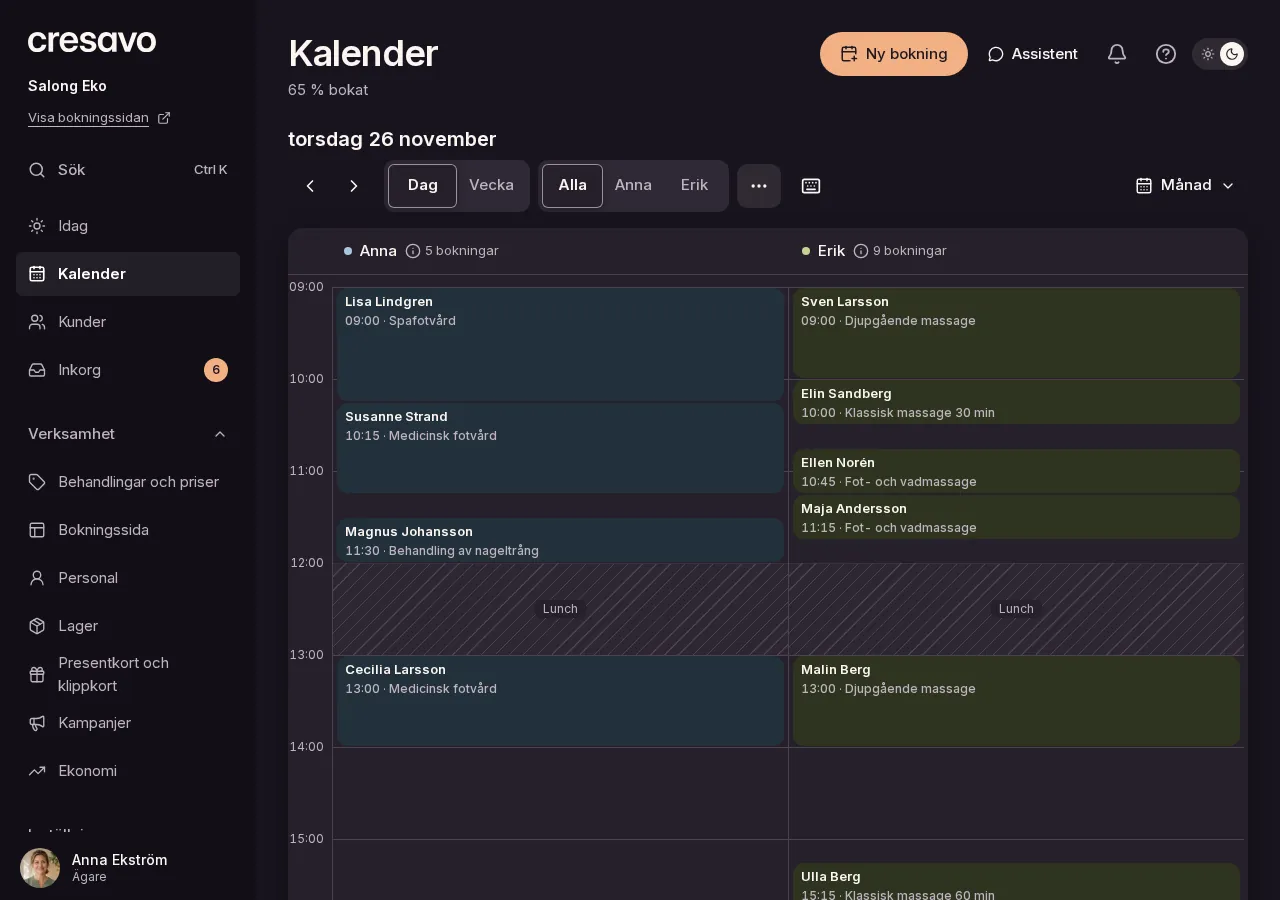 cresavo
Salong Eko
Visa bokningssidan
Sök Ctrl K
Idag
Kalender
Kunder
Inkorg 6
Verksamhet
Behandlingar och priser
Bokningssida
Personal
Lager
Presentkort och
klippkort
Kampanjer
Ekonomi
Anna Ekström
Ägare
Kalender
65 % bokat
Ny bokning
Assistent
torsdag 26 november
Dag Vecka Alla Anna Erik Månad
Anna 5 bokningar
Erik 9 bokningar
09:00
Lisa Lindgren
09:00 · Spafotvård
Sven Larsson
09:00 · Djupgående massage
10:00
Elin Sandberg
10:00 · Klassisk massage 30 min
Susanne Strand
10:15 · Medicinsk fotvård
Ellen Norén
10:45 · Fot- och vadmassage
11:00
Maja Andersson
11:15 · Fot- och vadmassage
Magnus Johansson
11:30 · Behandling av nageltrång
12:00
Lunch
Lunch
13:00
Cecilia Larsson
13:00 · Medicinsk fotvård
Malin Berg
13:00 · Djupgående massage
14:00
15:00
Ulla Berg
15:15 · Klassisk massage 60 min